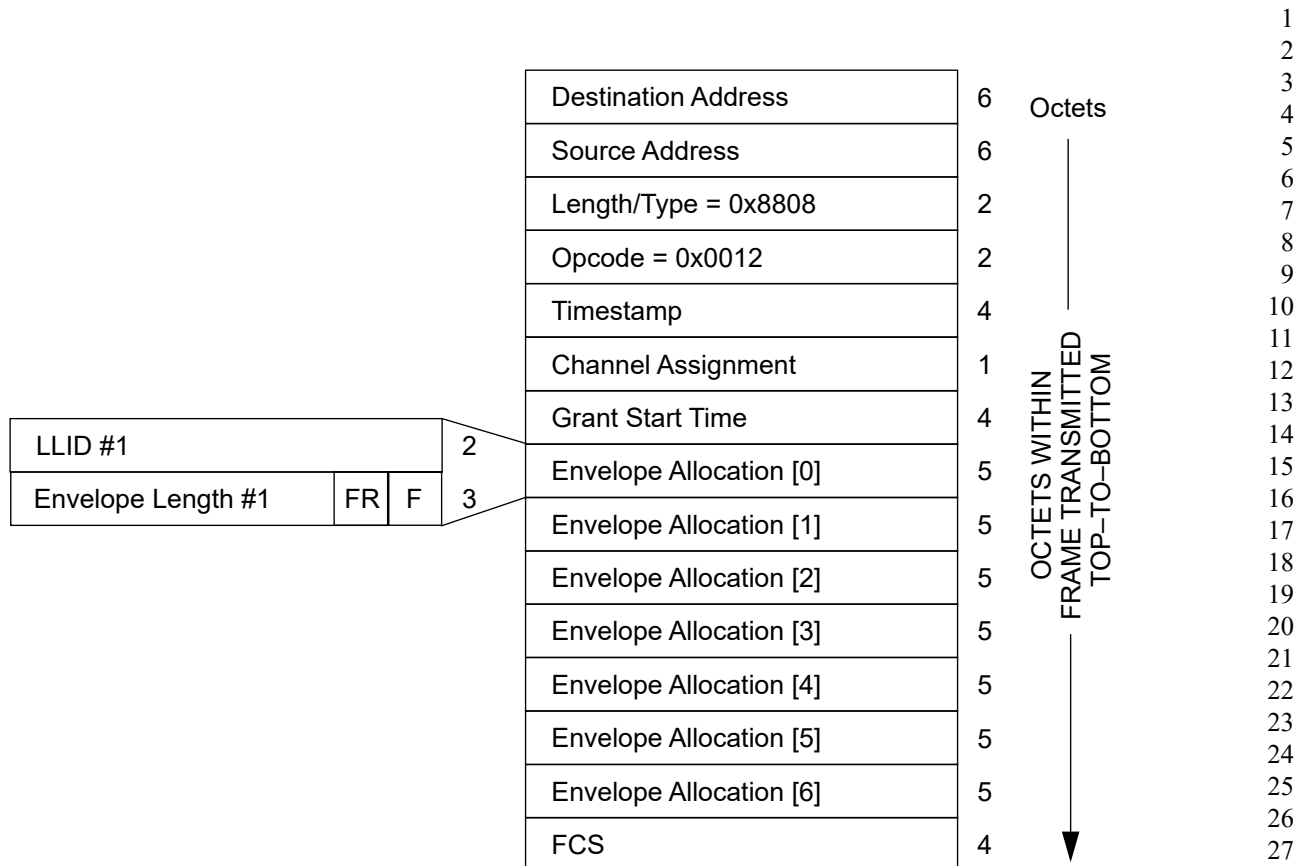 Destination Address 6 Octets
Source Address 6
Length/Type = 0x8808 2
Opcode = 0x0012 2
Timestamp 4
Channel Assignment 1
Grant Start Time 4
LLID #1 2
Envelope Length #1 FR F 3
Envelope Allocation [0] 5
Envelope Allocation [1] 5
Envelope Allocation [2] 5
Envelope Allocation [3] 5
Envelope Allocation [4] 5
Envelope Allocation [5] 5
Envelope Allocation [6] 5
FCS 4
OCTETS WITHIN
FRAME TRANSMITTED
TOP–TO–BOTTOM
1
2
3
4
5
6
7
8
9
10
11
12
13
14
15
16
17
18
19
20
21
22
23
24
25
26
27